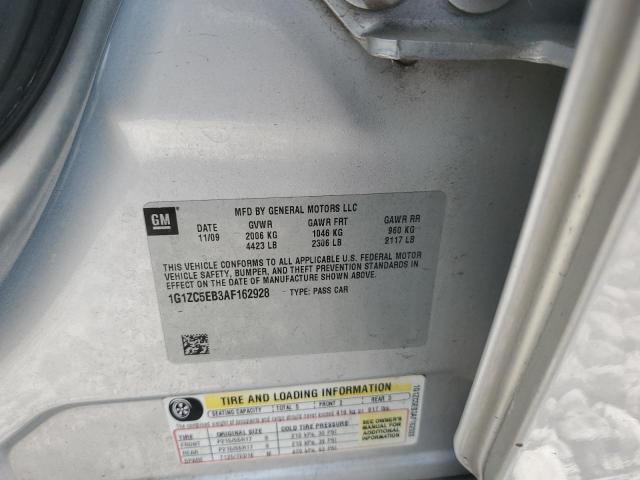 GM
MFD BY GENERAL MOTORS LLC
DATE GVWR GAWR FRT GAWR RR
11/09 2006 KG 1046 KG 960 KG
4423 LB 2306 LB 2117 LB
THIS VEHICLE CONFORMS TO ALL APPLICABLE U.S. FEDERAL MOTOR
VEHICLE SAFETY, BUMPER, AND THEFT PREVENTION STANDARDS
IN EFFECT ON THE DATE OF MANUFACTURE SHOWN ABOVE.
1G1ZC5EB3AF162928 TYPE: PASS CAR
TIRE AND LOADING INFORMATION
SEATING CAPACITY TOTAL 5 FRONT 2 REAR 3
TIRE ORIGINAL SIZE COLD TIRE PRESSURE
FRONT
REAR
SPARE
SEE OWNER'S
MANUAL FOR
ADDITIONAL
INFORMATION
1G1ZC5EB3AF162928